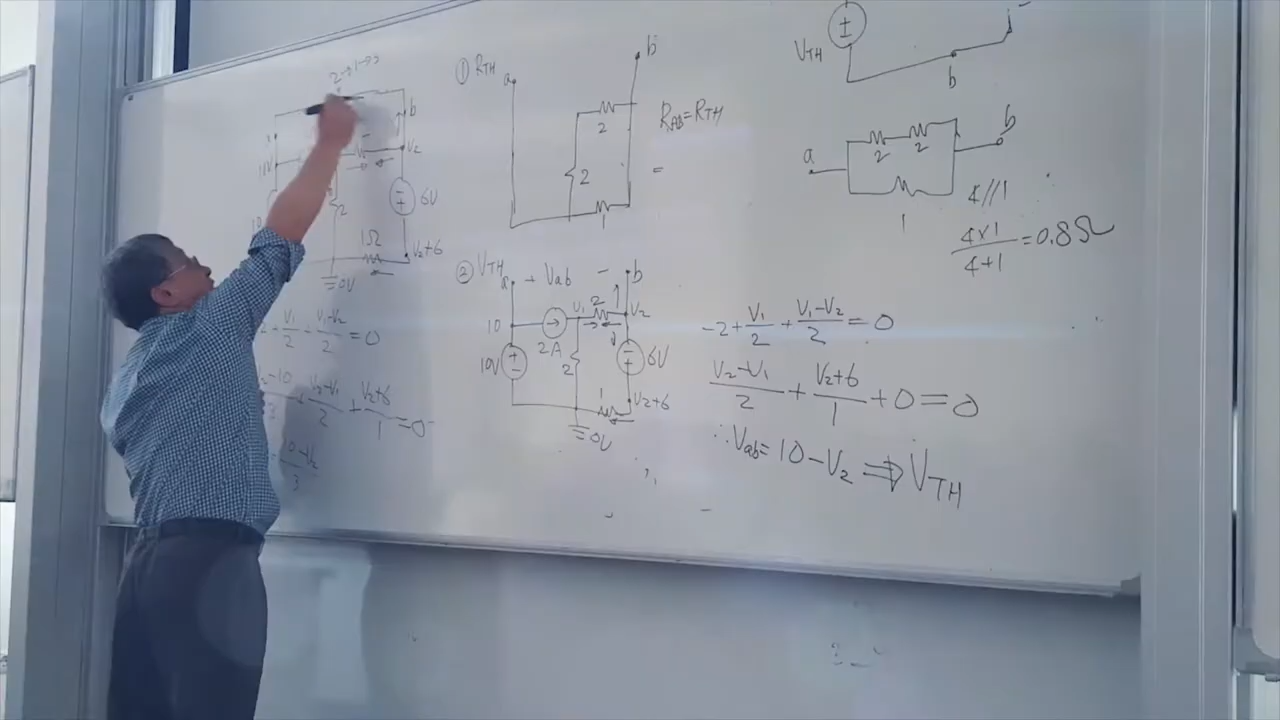 b
V2
10V
2
6V
1Ω
V2+6
0V
V1/2 + (V1-V2)/2 = 0
(V2-V1)/2 + (V2+6)/1 = 0
① RTH
a
b
2
2
1
RAB=RTH
=
② VTH
a + Vab - b
10
V1
2
V2
2A
10V
2
6V
1
V2+6
0V
VTH
±
b
a
2
2
b
1
4//1
4×1/4+1 = 0.8Ω
-2 + V1/2 + (V1-V2)/2 = 0
(V2-V1)/2 + (V2+6)/1 + 0 = 0
∴ Vab = 10-V2 ⇒ VTH